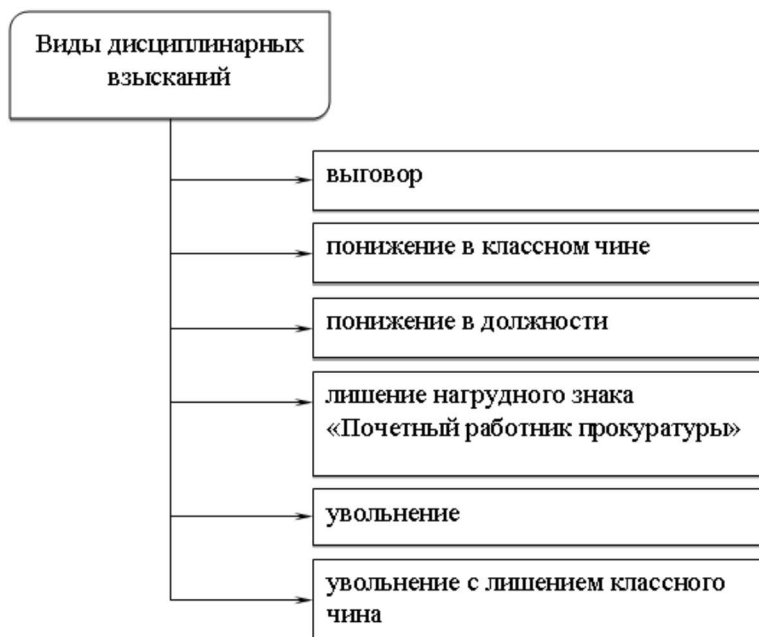 Виды дисциплинарных
взысканий
выговор
понижение в классном чине
понижение в должности
лишение нагрудного знака
«Почетный работник прокуратуры»
увольнение
увольнение с лишением классного
чина